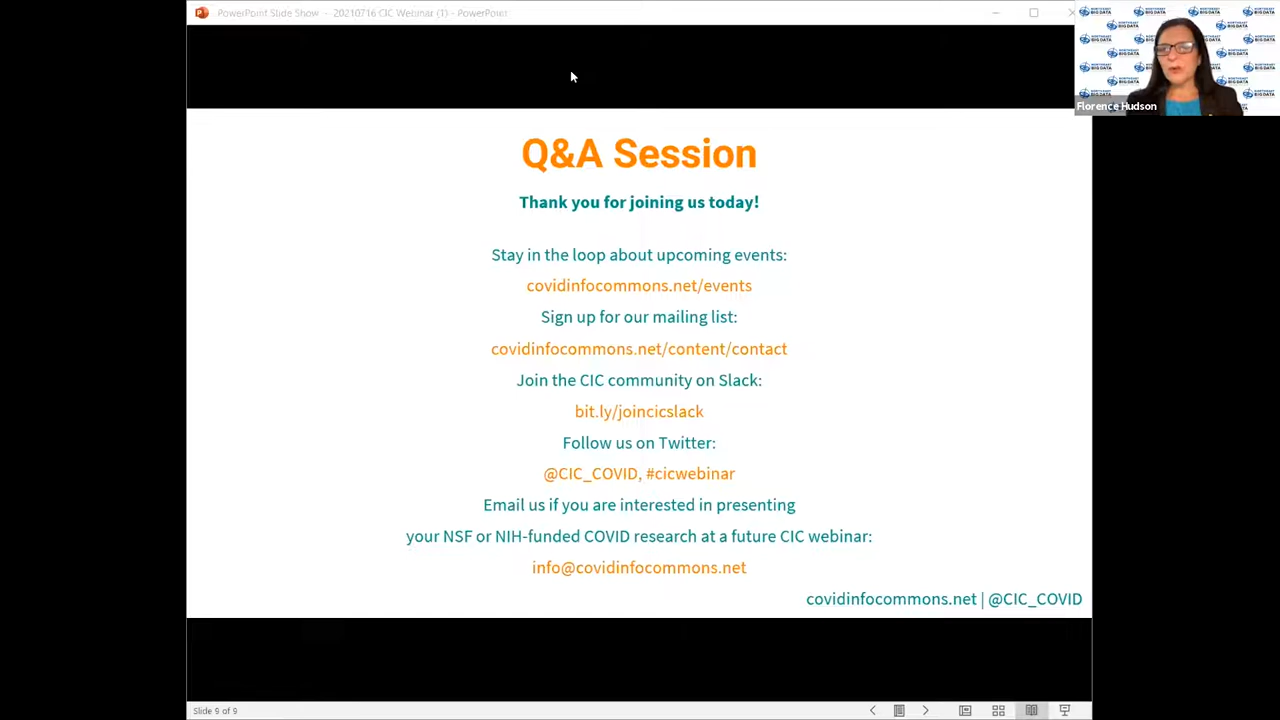 PowerPoint Slide Show - 20210716 CIC Webinar (1) - PowerPoint
NORTHEAST BIG DATA
Florence Hudson
Q&A Session
Thank you for joining us today!
Stay in the loop about upcoming events:
covidinfocommons.net/events
Sign up for our mailing list:
covidinfocommons.net/content/contact
Join the CIC community on Slack:
bit.ly/joincicslack
Follow us on Twitter:
@CIC_COVID, #cicwebinar
Email us if you are interested in presenting
your NSF or NIH-funded COVID research at a future CIC webinar:
info@covidinfocommons.net
covidinfocommons.net | @CIC_COVID
Slide 9 of 9